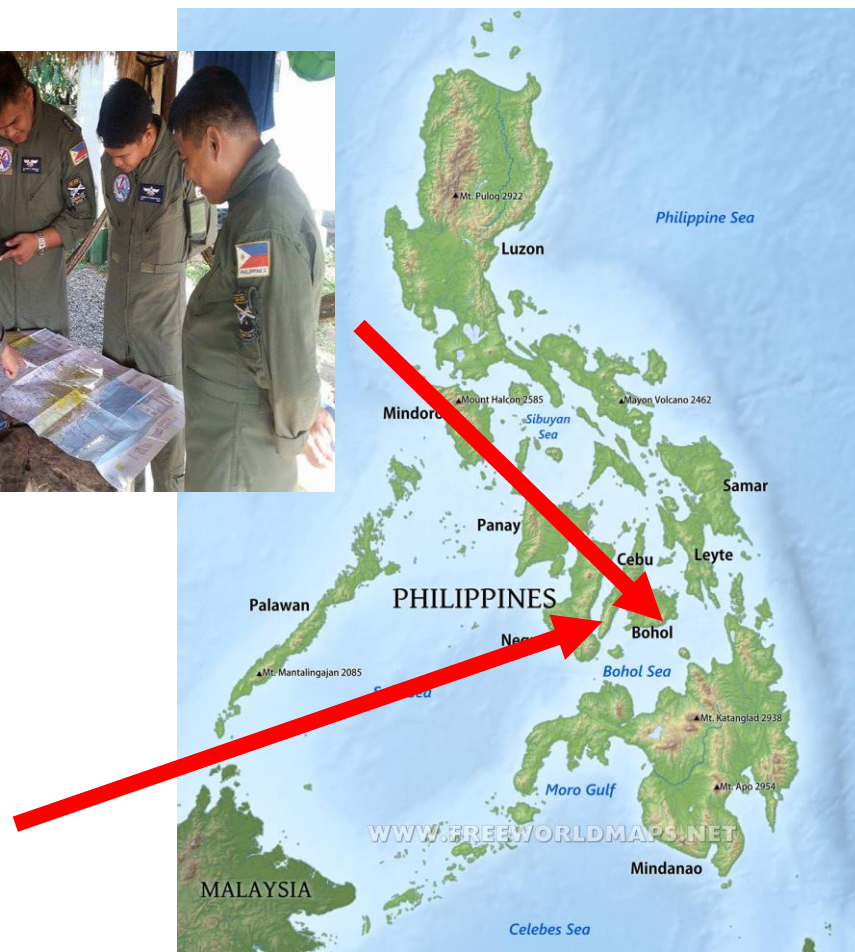 Mt. Pulog 2922
Philippine Sea
Luzon
PHILIPPINES
Mount Halcon 2585
Mayon Volcano 2462
Mindoro
Sibuyan
Sea
Samar
Panay
Cebu
Leyte
PHILIPPINES
Palawan
Bohol
Bohol Sea
Mt. Mantalingajan 2085
Sea
Mt. Katanglad 2938
Moro Gulf
Mt. Apo 2954
WWW.FREEWORLDMAPS.NET
Mindanao
MALAYSIA
Celebes Sea